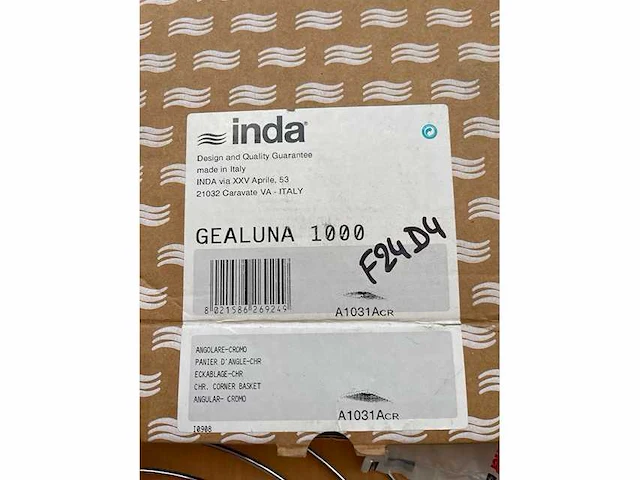 inda
Design and Quality Guarantee
made in Italy
INDA via XXV Aprile, 53
21032 Caravate VA - ITALY
GEALUNA 1000
F24D4
8 021586 269249
A1031ACR
ANGOLARE-CROMO
PANIER D'ANGLE-CHR
ECKABLAGE-CHR
CHR. CORNER BASKET
ANGULAR- CROMO
A1031ACR
I0908